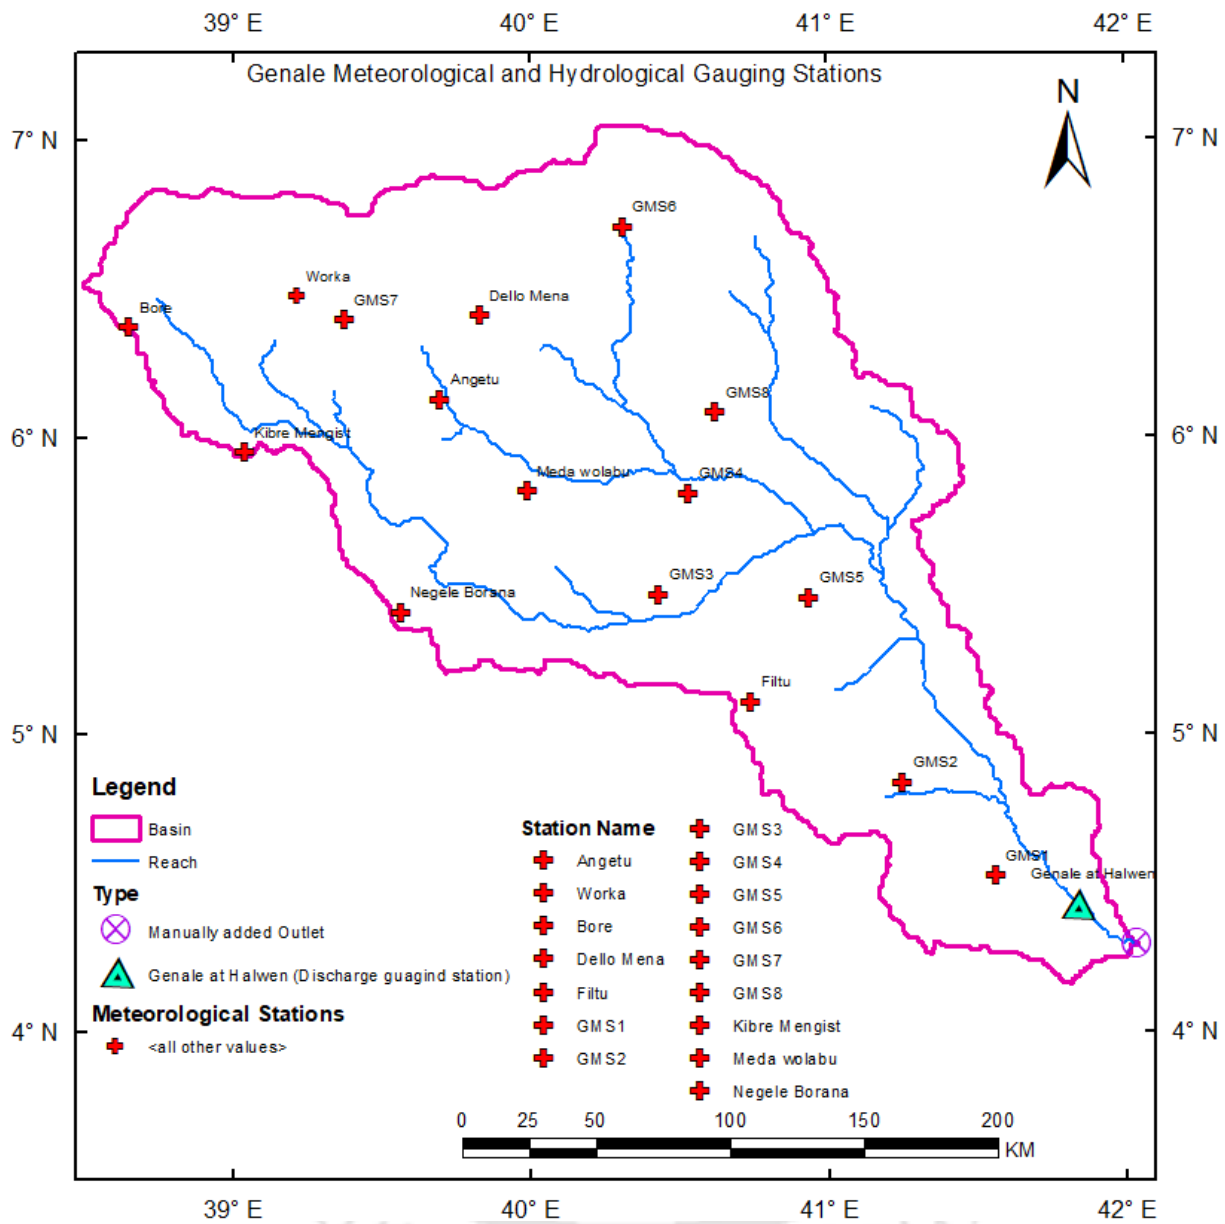 39° E 40° E 41° E 42° E
Genale Meteorological and Hydrological Gauging Stations
N
7° N 7° N
GMS6
Worka
GMS7
Dello Mena
Bore
Angetu
GMS8
6° N 6° N
Kibre Mengist
Meda wolabu
GMS4
GMS3
GMS5
Negele Borana
Filtu
5° N 5° N
GMS2
GMS1
Genale at Halwen
Legend
Basin
Reach
Type
Manually added Outlet
Genale at Halwen (Discharge guagind station)
Meteorological Stations
<all other values>
Station Name
Angetu
Worka
Bore
Dello Mena
Filtu
GMS1
GMS2
GMS3
GMS4
GMS5
GMS6
GMS7
GMS8
Kibre Mengist
Meda wolabu
Negele Borana
4° N 4° N
0 25 50 100 150 200
KM
39° E 40° E 41° E 42° E